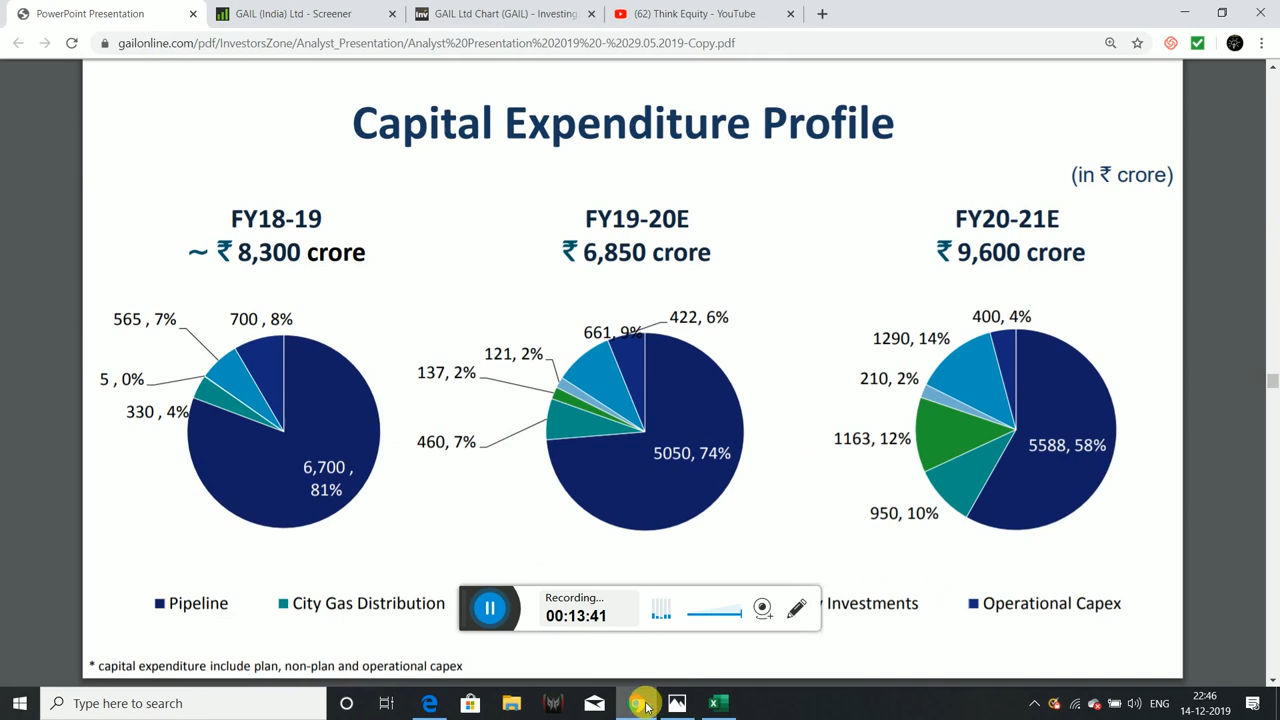 PowerPoint Presentation
GAIL (India) Ltd - Screener
GAIL Ltd Chart (GAIL) - Investing
(62) Think Equity - YouTube
gailonline.com/pdf/InvestorsZone/Analyst_Presentation/Analyst%20Presentation%202019%20-%2029.05.2019-Copy.pdf
Capital Expenditure Profile
(in ₹ crore)
FY18-19
~ ₹ 8,300 crore
FY19-20E
₹ 6,850 crore
FY20-21E
₹ 9,600 crore
565 , 7%
700 , 8%
5 , 0%
330 , 4%
6,700 ,
81%
422, 6%
661, 9%
121, 2%
137, 2%
460, 7%
5050, 74%
400, 4%
1290, 14%
210, 2%
1163, 12%
950, 10%
5588, 58%
Pipeline
City Gas Distribution
Investments
Operational Capex
Recording...
00:13:41
* capital expenditure include plan, non-plan and operational capex
Type here to search
ENG
22:46
14-12-2019